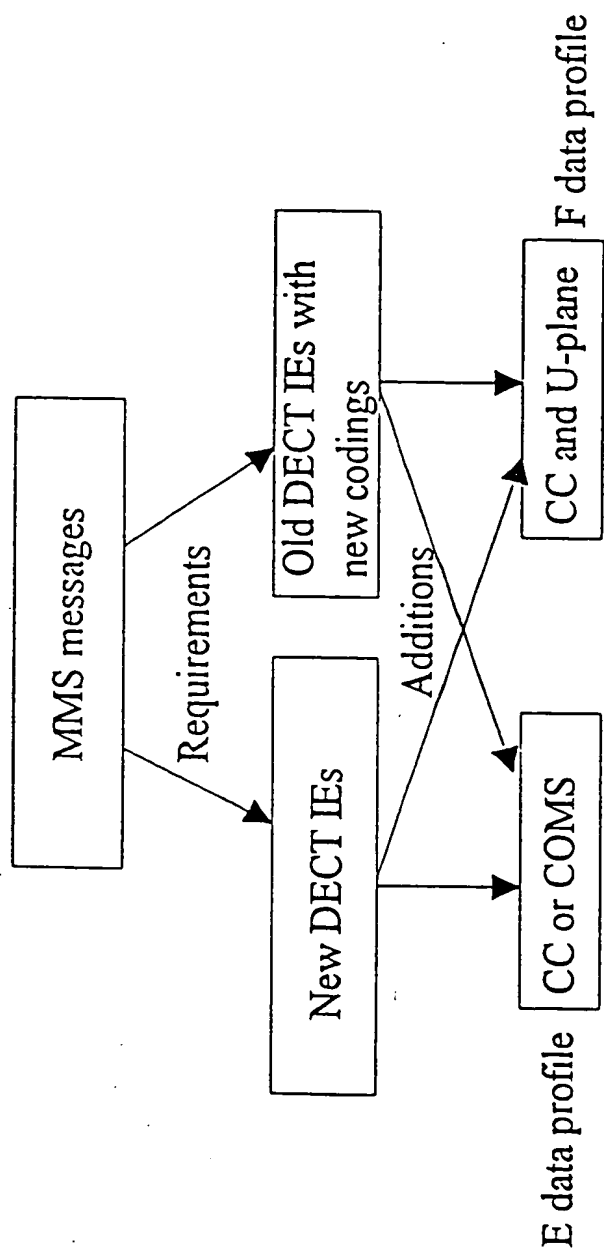 MMS messages
Requirements
New DECT IEs
Old DECT IEs with
new codings
Additions
E data profile
CC or COMS
CC and U-plane
F data profile